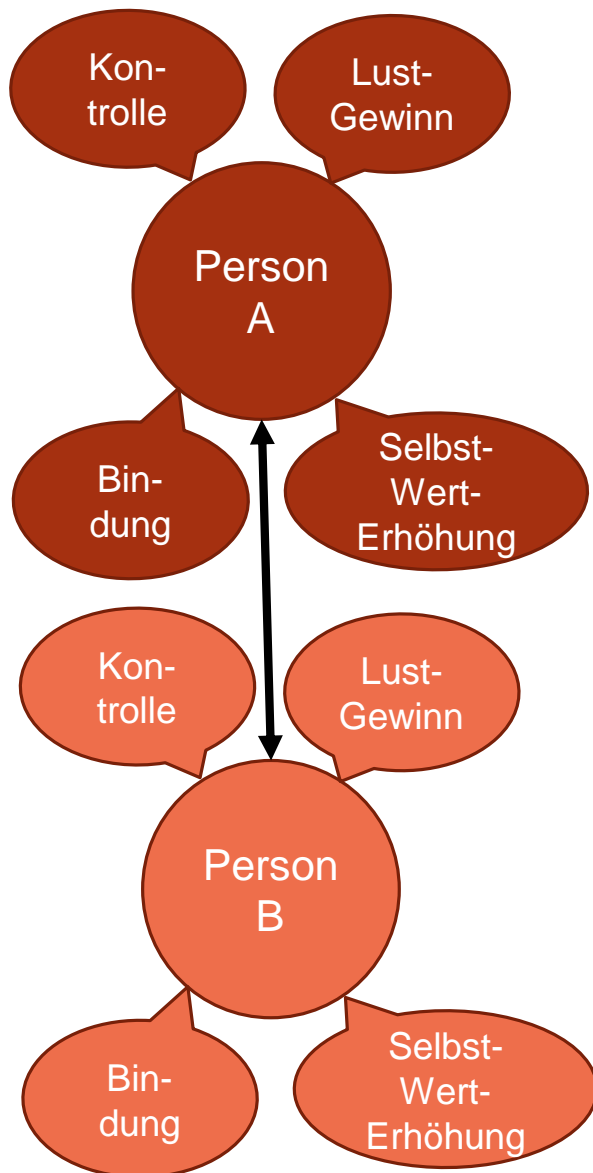 Kon-
trolle
Lust-
Gewinn
Person
A
Bin-
dung
Selbst-
Wert-
Erhöhung
Kon-
trolle
Lust-
Gewinn
Person
B
Bin-
dung
Selbst-
Wert-
Erhöhung